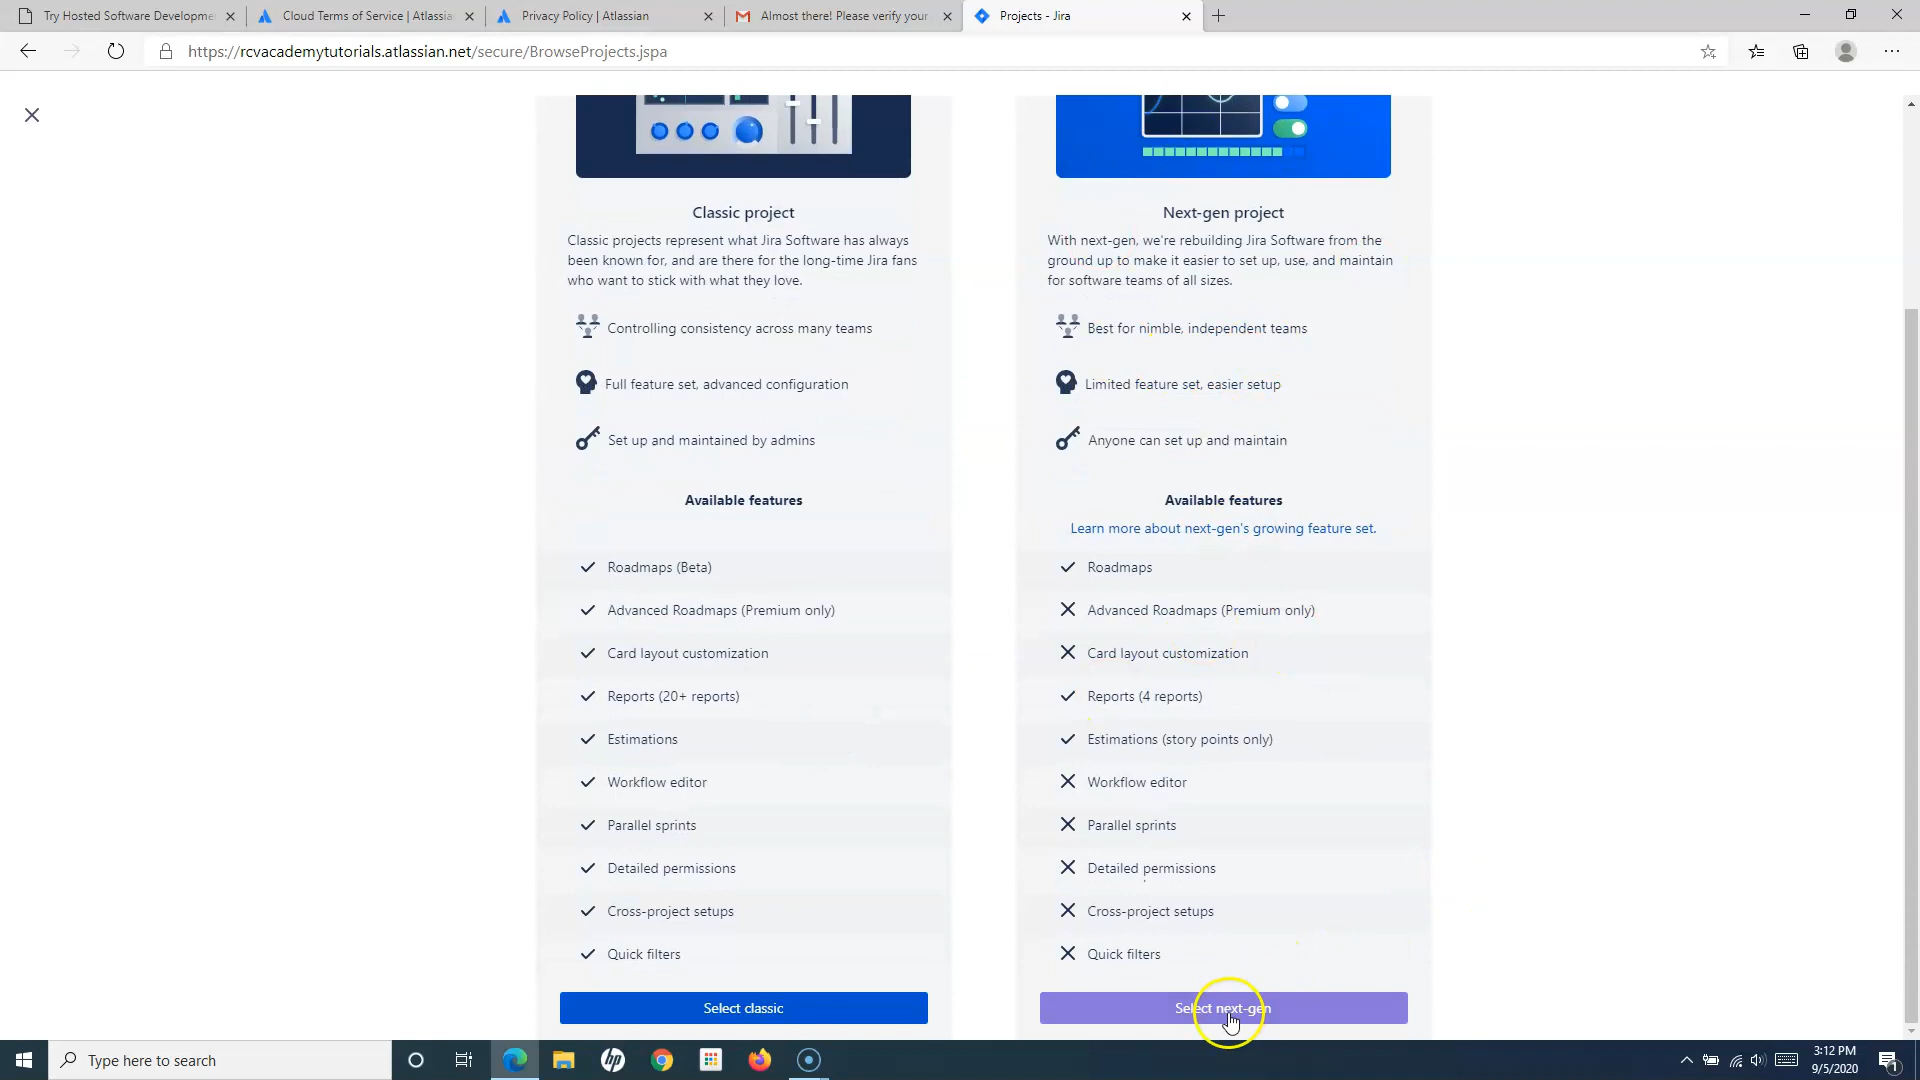 Try Hosted Software Developme
Cloud Terms of Service | Atlassia
Privacy Policy | Atlassian
Almost there! Please verify your
Projects - Jira
https://rcvacademytutorials.atlassian.net/secure/BrowseProjects.jspa
Classic project
Classic projects represent what Jira Software has always
been known for, and are there for the long-time Jira fans
who want to stick with what they love.
Controlling consistency across many teams
Full feature set, advanced configuration
Set up and maintained by admins
Available features
Roadmaps (Beta)
Advanced Roadmaps (Premium only)
Card layout customization
Reports (20+ reports)
Estimations
Workflow editor
Parallel sprints
Detailed permissions
Cross-project setups
Quick filters
Select classic
Next-gen project
With next-gen, we're rebuilding Jira Software from the
ground up to make it easier to set up, use, and maintain
for software teams of all sizes.
Best for nimble, independent teams
Limited feature set, easier setup
Anyone can set up and maintain
Available features
Learn more about next-gen's growing feature set.
Roadmaps
Advanced Roadmaps (Premium only)
Card layout customization
Reports (4 reports)
Estimations (story points only)
Workflow editor
Parallel sprints
Detailed permissions
Cross-project setups
Quick filters
Select next-gen
Type here to search
hp
3:12 PM
9/5/2020
1